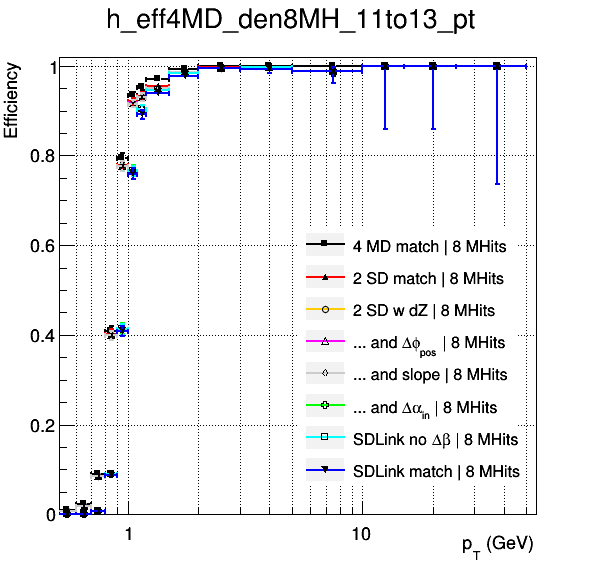 h_eff4MD_den8MH_11to13_pt
Efficiency
1
0.8
0.6
0.4
0.2
0
4 MD match | 8 MHits
2 SD match | 8 MHits
2 SD w dZ | 8 MHits
... and Δϕpos | 8 MHits
... and slope | 8 MHits
... and Δαin | 8 MHits
SDLink no Δβ | 8 MHits
SDLink match | 8 MHits
1 10
pT (GeV)